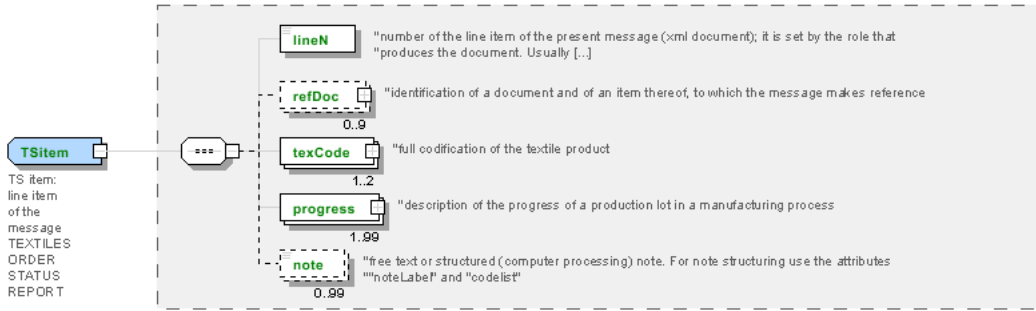 lineN
"number of the line item of the present message (xml document); it is set by the role that
"produces the document. Usually [...]
refDoc
"identification of a document and of an item thereof, to which the message makes reference
0..9
TSitem
texCode
"full codification of the textile product
1..2
TS item:
line item
of the
message
TEXTILES
ORDER
STATUS
REPORT
progress
"description of the progress of a production lot in a manufacturing process
1..99
note
"free text or structured (computer processing) note. For note structuring use the attributes
""noteLabel" and "codelist"
0..99